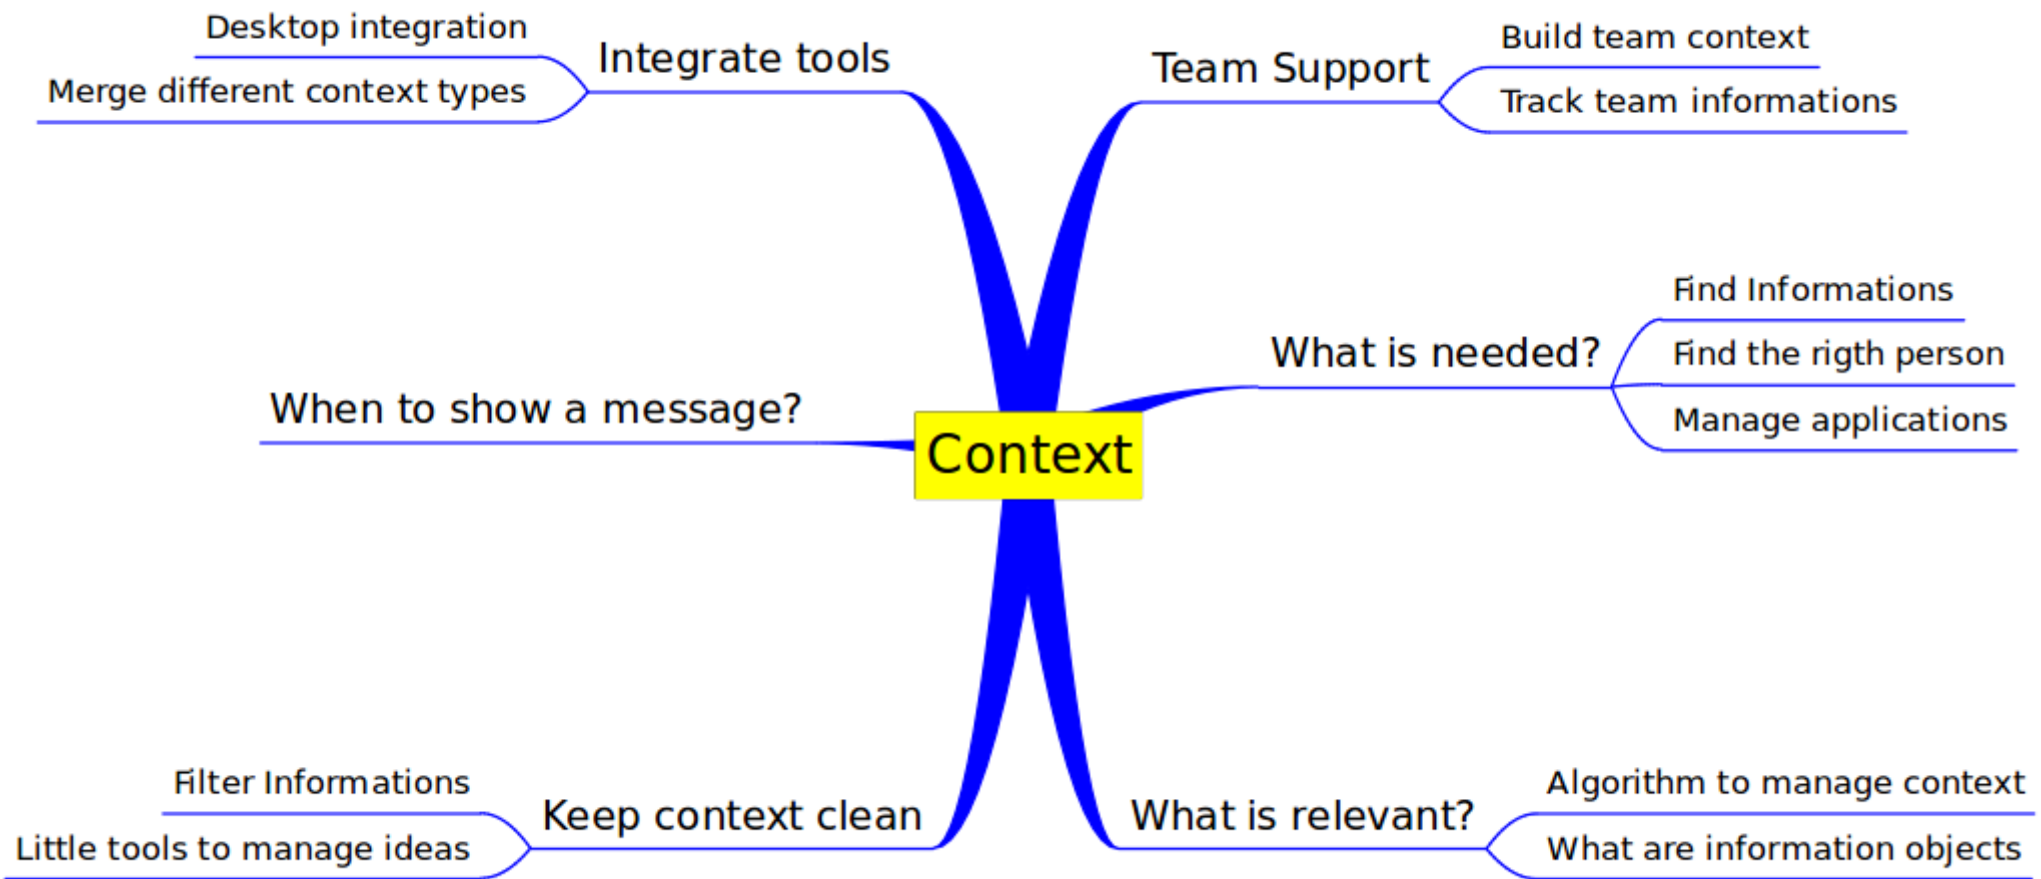 Desktop integration
Merge different context types
Integrate tools
Team Support
Build team context
Track team informations
When to show a message?
Context
What is needed?
Find Informations
Find the rigth person
Manage applications
Filter Informations
Little tools to manage ideas
Keep context clean
What is relevant?
Algorithm to manage context
What are information objects